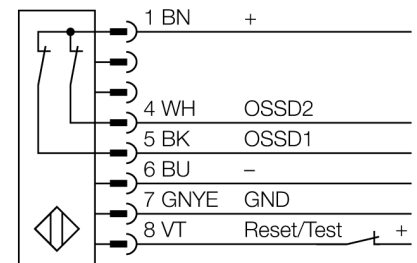 1 BN +
4 WH OSSD2
5 BK OSSD1
6 BU –
7 GNYE GND
8 VT Reset/Test +